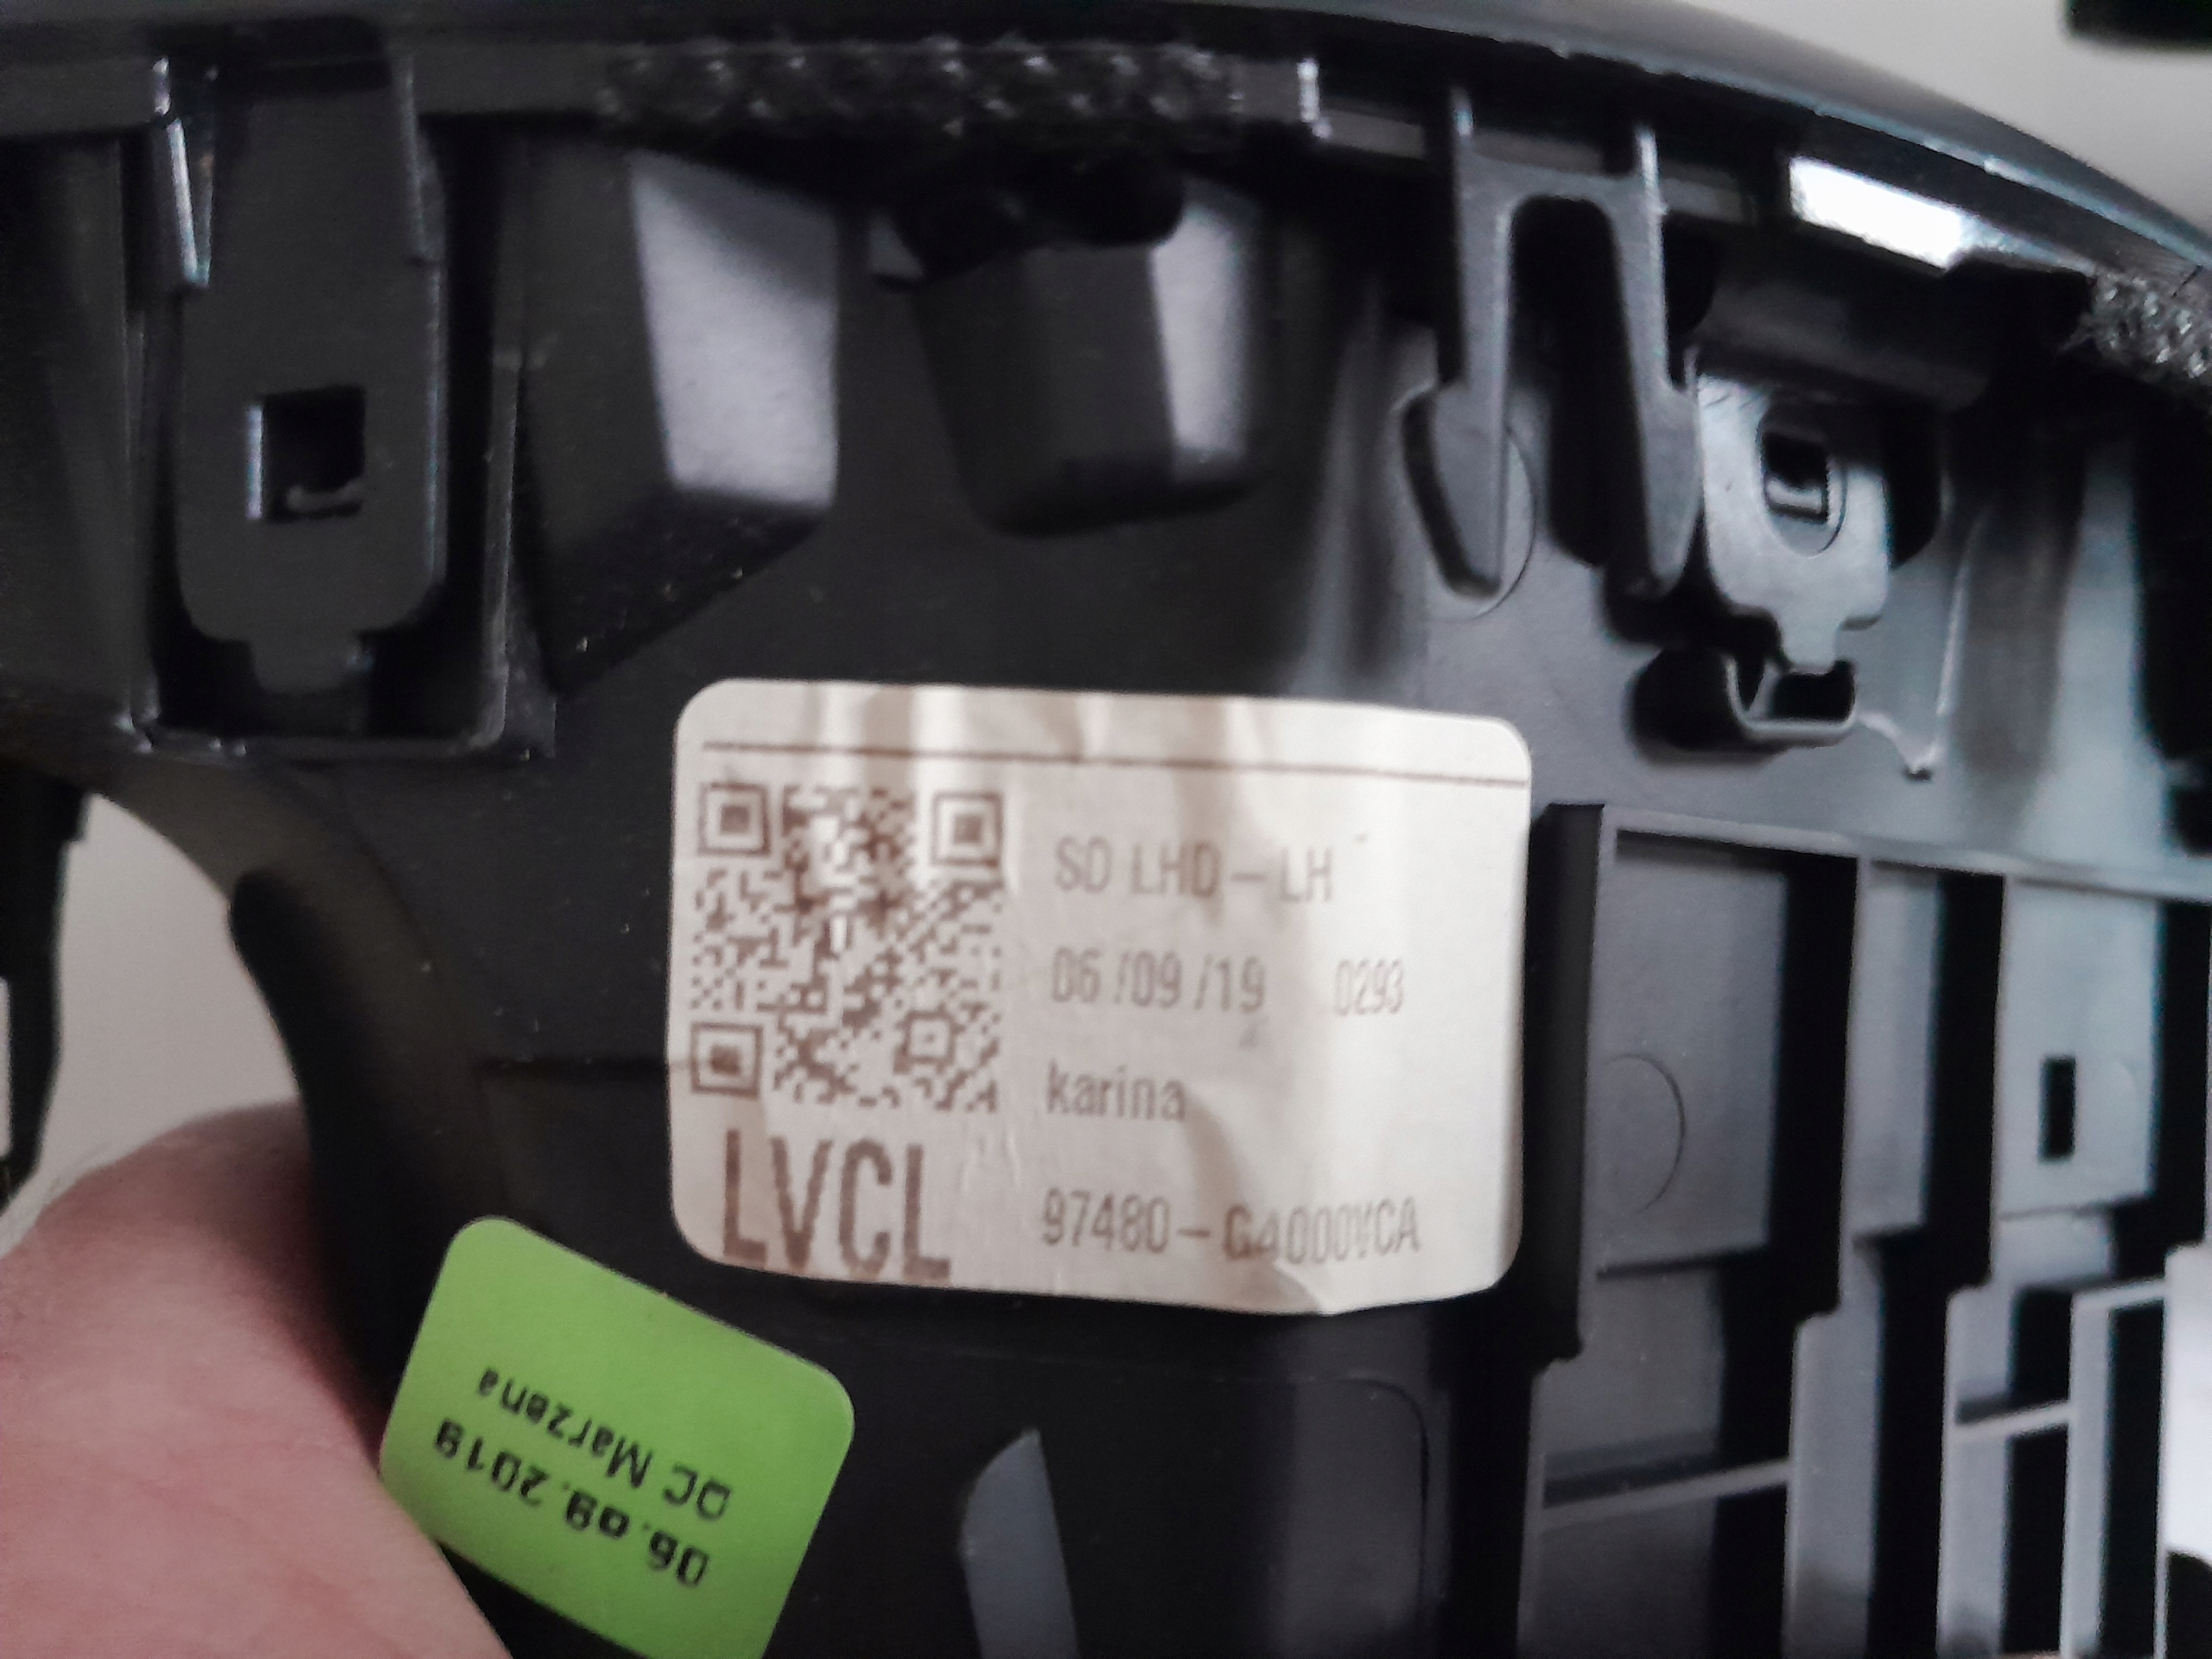 SD LHD-LH
06/09/19 0293
karina
LVCL
97480-G4000VCA
06.09.2019
QC Marzena